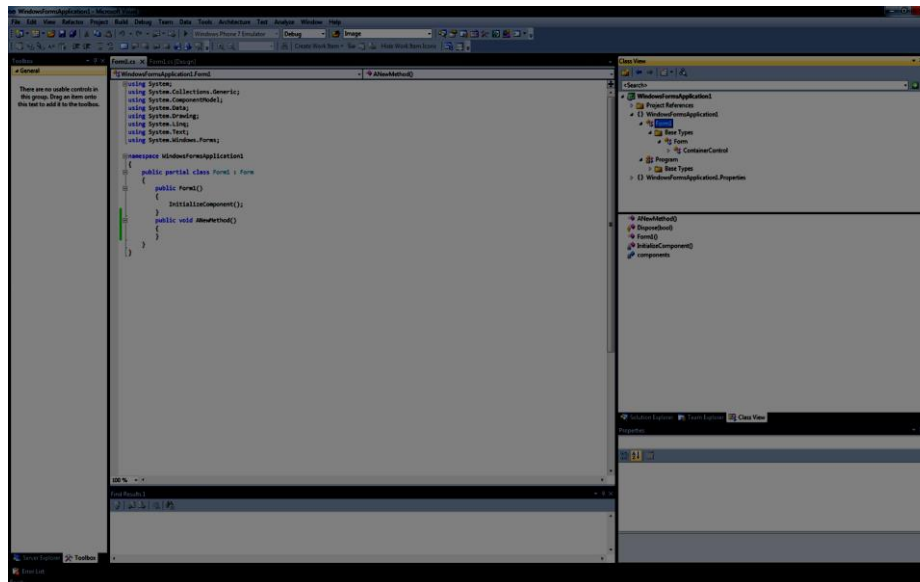 WindowsFormsApplication1 - Microsoft Visual
File Edit View Refactor Project Build Debug Team Data Tools Architecture Test Analyze Window Help
Windows Phone 7 Emulator Debug Image
Create Work Item
Toolbox
General
There are no usable controls in
this group. Drag an item onto
this text to add it to the toolbox.
Server Explorer Toolbox
Error List
Form1.cs Form1.cs [Design]
WindowsFormsApplication1.Form1 ANewMethod()
using System;
using System.Collections.Generic;
using System.ComponentModel;
using System.Data;
using System.Drawing;
using System.Linq;
using System.Text;
using System.Windows.Forms;
namespace WindowsFormsApplication1
{
public partial class Form1 : Form
{
public Form1()
{
InitializeComponent();
}
public void ANewMethod()
{
}
}
}
100 %
Find Results 1
Class View
<Search>
WindowsFormsApplication1
Project References
{} WindowsFormsApplication1
Form1
Base Types
Form
ContainerControl
Program
Base Types
{} WindowsFormsApplication1.Properties
ANewMethod()
Dispose(bool)
Form1()
InitializeComponent()
components
Solution Explorer Team Explorer Class View
Properties